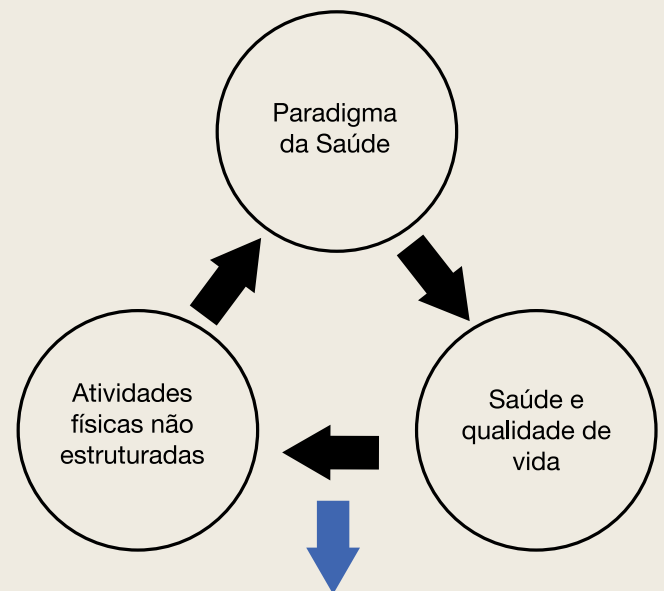 Paradigma
da Saúde
Atividades
físicas não
estruturadas
Saúde e
qualidade de
vida